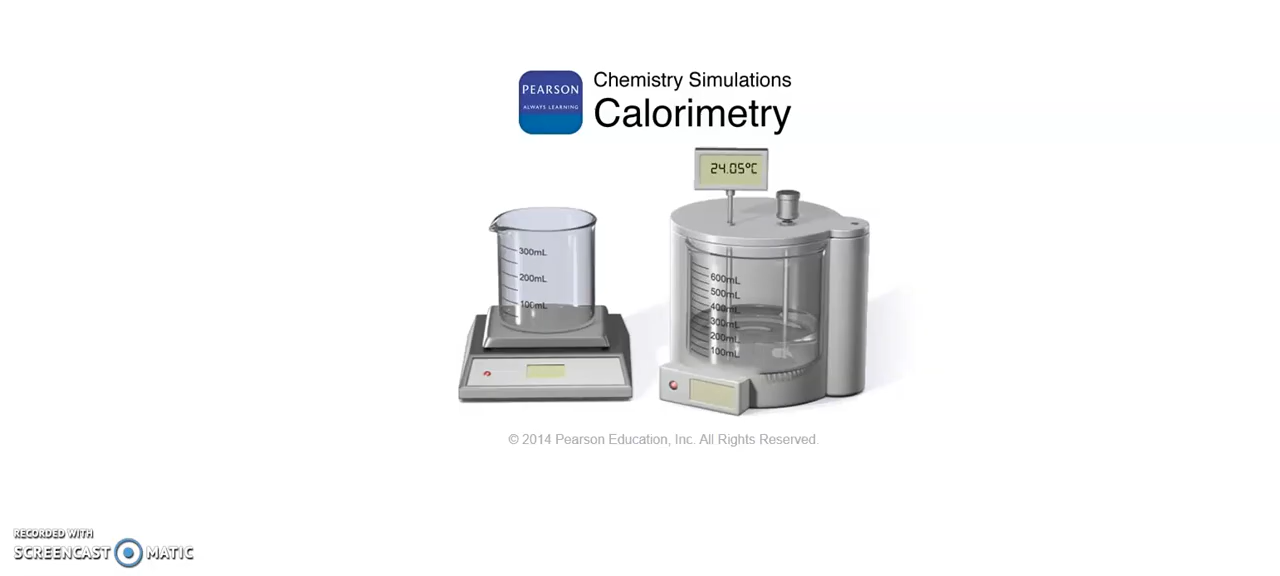 PEARSON
ALWAYS LEARNING
Chemistry Simulations
Calorimetry
24.05°C
300mL
200mL
100mL
600mL
500mL
400mL
300mL
200mL
100mL
© 2014 Pearson Education, Inc. All Rights Reserved.
RECORDED WITH
SCREENCAST MATIC